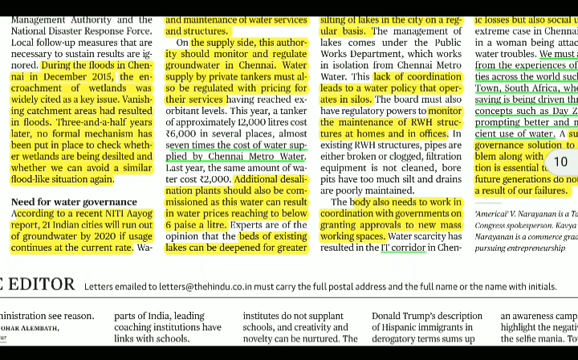 Management Authority and the
National Disaster Response Force.
Local follow-up measures that are
necessary to sustain results are ig-
nored. During the floods in Chen-
nai in December 2015, the en-
croachment of wetlands was
widely cited as a key issue. Vanish-
ing catchment areas had resulted
in floods. Three-and-a-half years
later, no formal mechanism has
been put in place to check wheth-
er wetlands are being desilted and
whether we can avoid a similar
flood-like situation again.
Need for water governance
According to a recent NITI Aayog
report, 21 Indian cities will run out
of groundwater by 2020 if usage
continues at the current rate. Wa-
and maintenance of water services
and structures.
On the supply side, this author-
ity should monitor and regulate
groundwater in Chennai. Water
supply by private tankers must al-
so be regulated with pricing for
their services having reached ex-
orbitant levels. This year, a tanker
of approximately 12,000 litres cost
₹6,000 in several places, almost
seven times the cost of water sup-
plied by Chennai Metro Water.
Last year, the same amount of wa-
ter cost ₹2,000. Additional desali-
nation plants should also be com-
missioned as this water can result
in water prices reaching to below
6 paise a litre. Experts are of the
opinion that the beds of existing
lakes can be deepened for greater
silting of lakes in the city on a reg-
ular basis. The management of
lakes comes under the Public
Works Department, which works
in isolation from Chennai Metro
Water. This lack of coordination
leads to a water policy that oper-
ates in silos. The board must also
have regulatory powers to monitor
the maintenance of RWH struc-
tures at homes and in offices. In
existing RWH structures, pipes are
either broken or clogged, filtration
equipment is not cleaned, bore
pits have too much silt and drains
are poorly maintained.
The body also needs to work in
coordination with governments on
granting approvals to new mass
working spaces. Water scarcity has
resulted in the IT corridor in Chen-
ic losses but also social t
extreme case in Chenna
in a woman being attac
water troubles. We must a
from the experiences of
ties across the world suc
Town, South Africa, whe
saving is being driven thr
concepts such as Day Z
prompting better and m
cient use of water. A su
governance solution to
blem along with
tion is essential t
future generations do no
a result of our failures.
10
'Americai' V. Narayanan is a Ta
Congress spokesperson. Kavya
Narayanan is a commerce grad
pursuing entrepreneurship
E EDITOR Letters emailed to letters@thehindu.co.in must carry the full postal address and the full name or the name with initials.
ministration see reason.
OHAR ALEMBATH,
parts of India, leading
coaching institutions have
links with schools.
institutes do not supplant
schools, and creativity and
novelty can be nurtured. The
Donald Trump's description
of Hispanic immigrants in
derogatory terms sums up
an awareness camp
highlight the negativ
the selfie mania. To